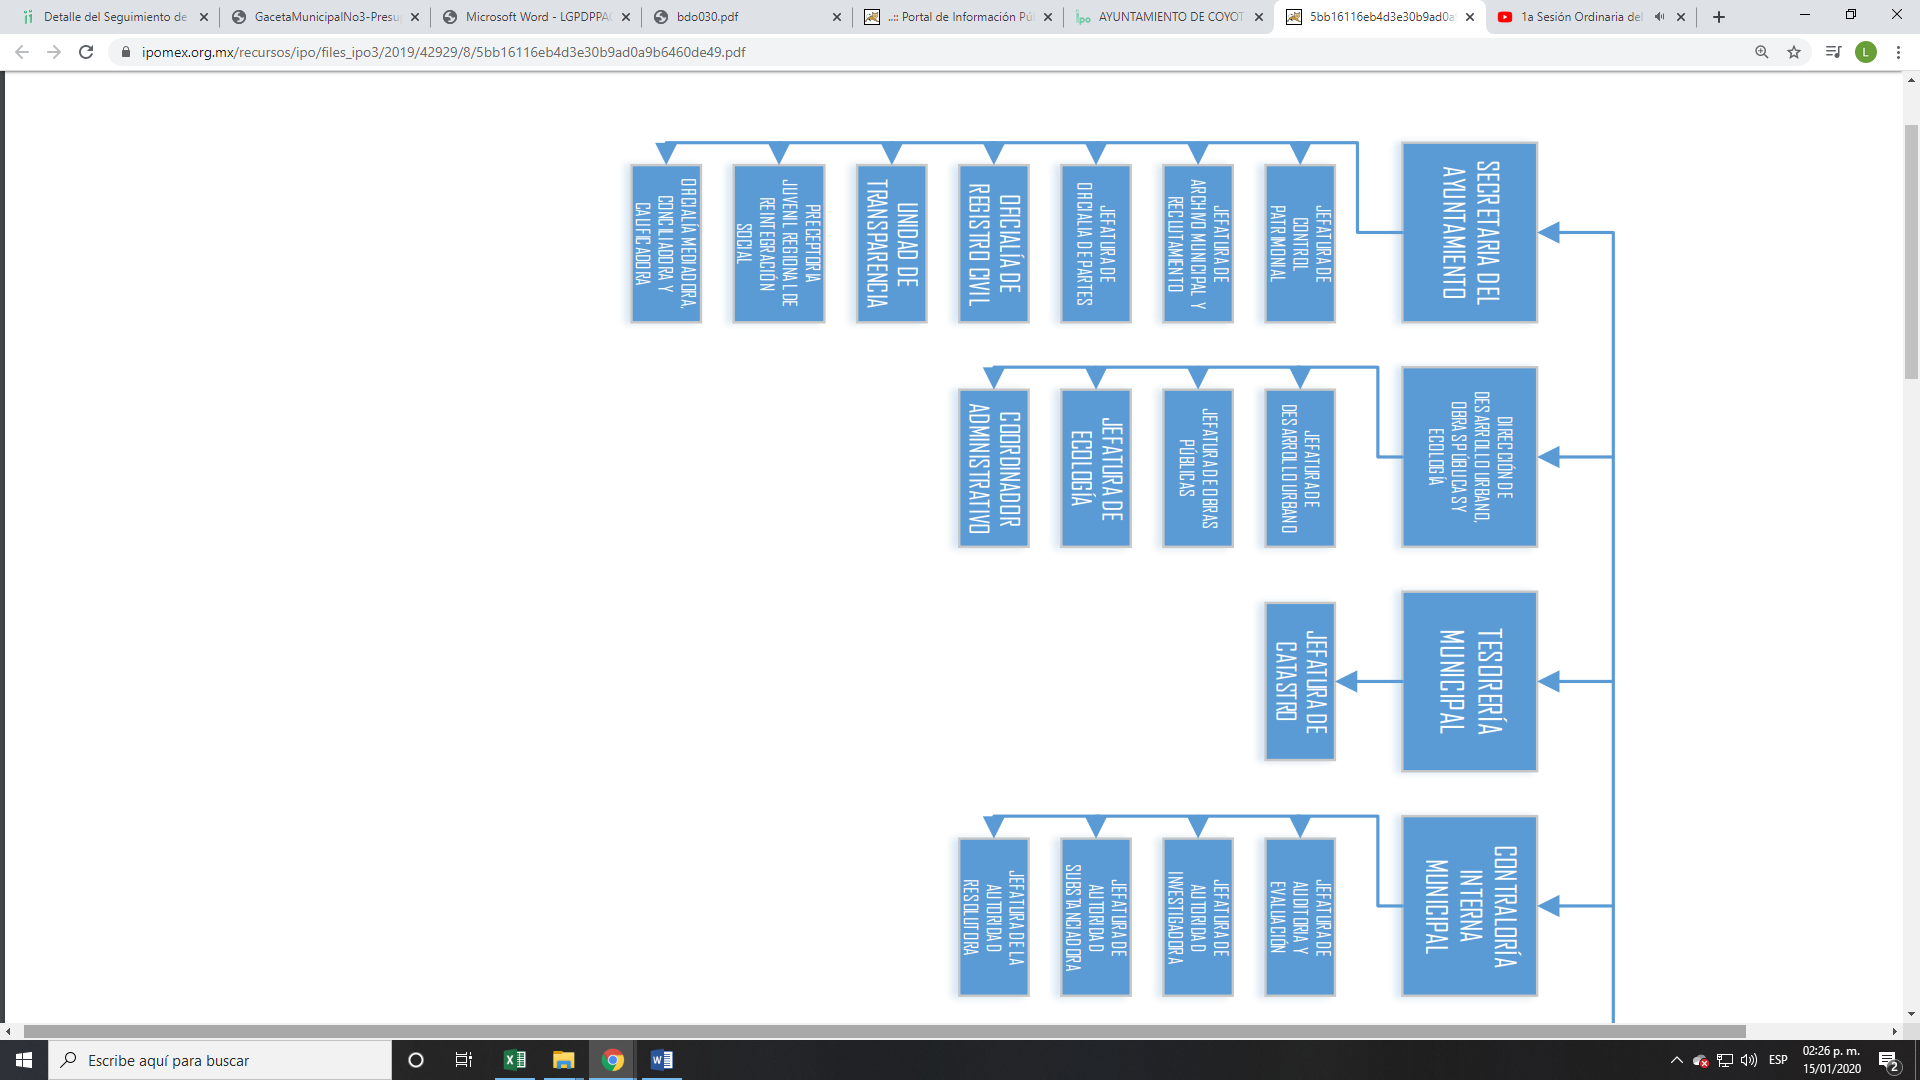 Detalle del Seguimiento de
GacetaMunicipalNo3-Presu
Microsoft Word - LGPDPPAC
bdo030.pdf
..:: Portal de Información Pú
AYUNTAMIENTO DE COYOT
5bb16116eb4d3e30b9ad0a
1a Sesión Ordinaria del
ipomex.org.mx/recursos/ipo/files_ipo3/2019/42929/8/5bb16116eb4d3e30b9ad0a9b6460de49.pdf
L
SECRETARIA DEL
AYUNTAMIENTO
JEFATURA DE
CONTROL
PATRIMONIAL
JEFATURA DE
ARCHIVO MUNICIPAL Y
RECLUTAMIENTO
JEFATURA DE
OFICIALIA DE PARTES
OFICIALÍA DE
REGISTRO CIVIL
UNIDAD DE
TRANSPARENCIA
PRECEPTORIA
JUVENIL REGIONAL DE
REINTEGRACIÓN
SOCIAL
OFICIALÍA MEDIADORA,
CONCILIADORA Y
CALIFICADORA
DIRECCIÓN DE
DESARROLLO URBANO,
OBRAS PÚBLICAS Y
ECOLOGÍA
JEFATURA DE
DESARROLLO URBANO
JEFATURA DE OBRAS
PÚBLICAS
JEFATURA DE
ECOLOGÍA
COORDINADOR
ADMINISTRATIVO
TESORERÍA
MUNICIPAL
JEFATURA DE
CATASTRO
CONTRALORÍA
INTERNA
MUNICIPAL
JEFATURA DE
AUDITORIA Y
EVALUACIÓN
JEFATURA DE
AUTORIDAD
INVESTIGADORA
JEFATURA DE
AUTORIDAD
SUBSTANCIADORA
JEFATURA DE LA
AUTORIDAD
RESOLUTORA
Escribe aquí para buscar
ESP
02:26 p. m.
15/01/2020
2